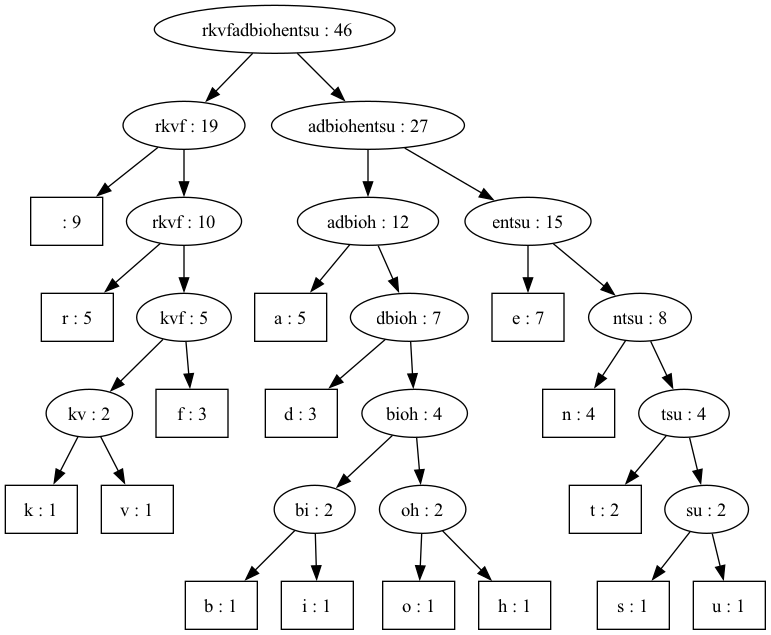 rkvfadbiohentsu : 46
rkvf : 19
adbiohentsu : 27
: 9
rkvf : 10
adbioh : 12
entsu : 15
r : 5
kvf : 5
a : 5
dbioh : 7
e : 7
ntsu : 8
kv : 2
f : 3
d : 3
bioh : 4
n : 4
tsu : 4
k : 1
v : 1
bi : 2
oh : 2
t : 2
su : 2
b : 1
i : 1
o : 1
h : 1
s : 1
u : 1